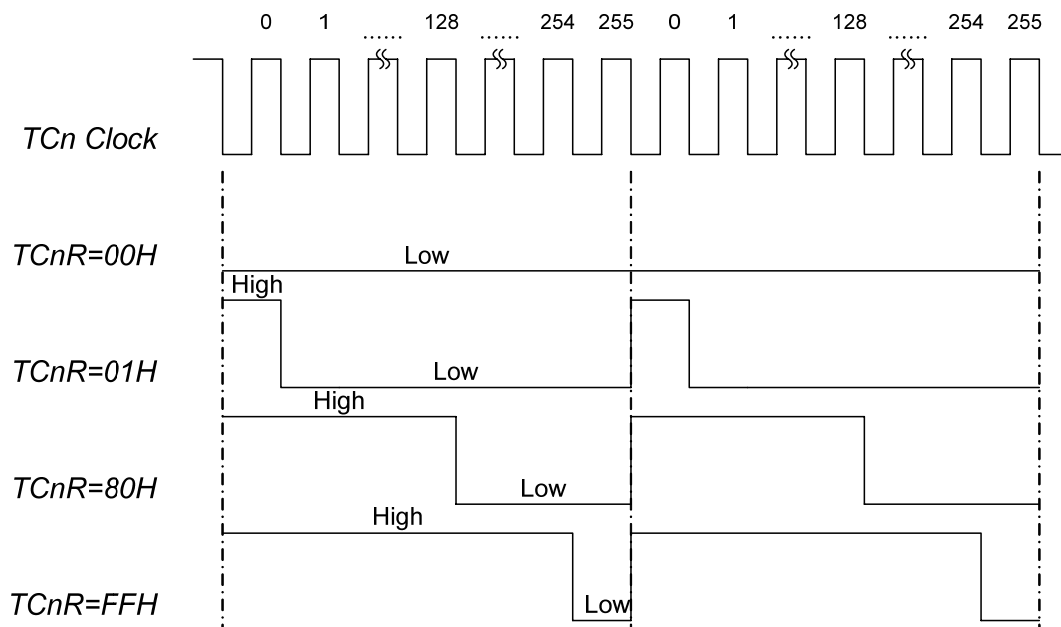 0 1 ...... 128 ...... 254 255 0 1 ...... 128 ...... 254 255
TCn Clock
TCnR=00H
Low
High
TCnR=01H
Low
High
TCnR=80H
Low
High
TCnR=FFH
Low